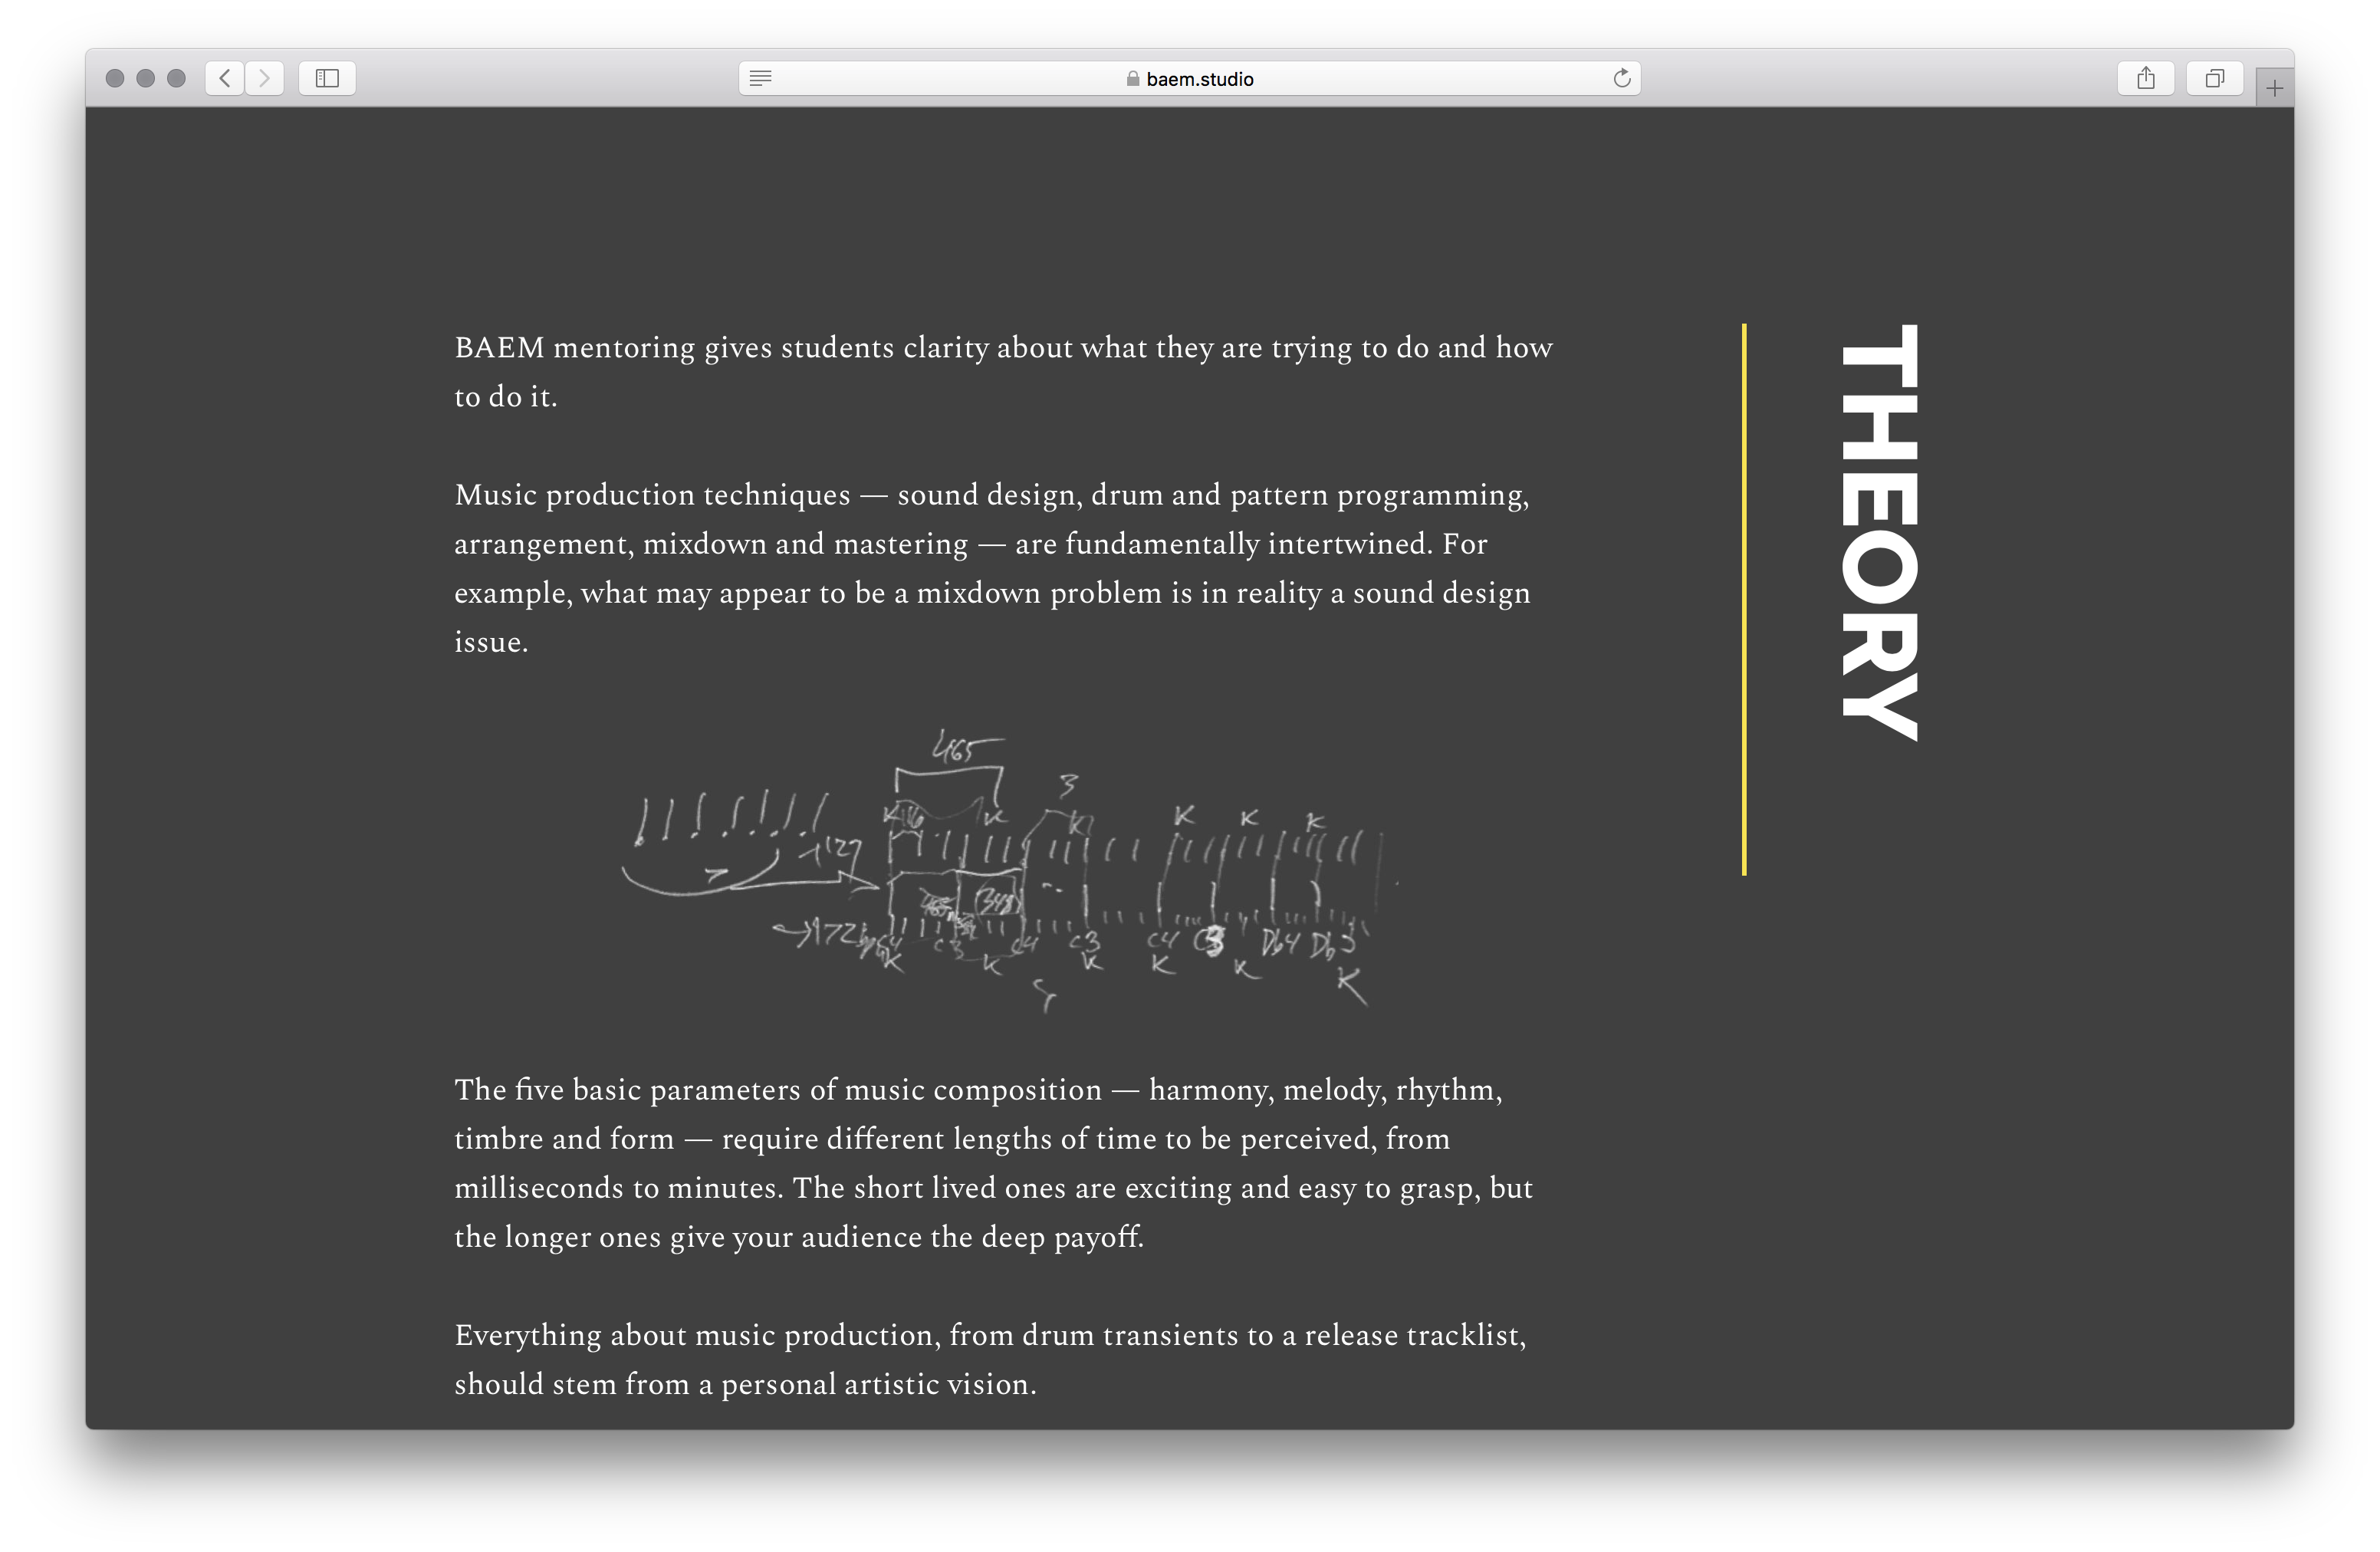 baem.studio
THEORY
BAEM mentoring gives students clarity about what they are trying to do and how
to do it.
Music production techniques — sound design, drum and pattern programming,
arrangement, mixdown and mastering — are fundamentally intertwined. For
example, what may appear to be a mixdown problem is in reality a sound design
issue.
465
3
K K K K K
7
465 (348)
C4 C3 C4 C3 C4 C3 Db4 Db3
K K K K K K
The five basic parameters of music composition — harmony, melody, rhythm,
timbre and form — require different lengths of time to be perceived, from
milliseconds to minutes. The short lived ones are exciting and easy to grasp, but
the longer ones give your audience the deep payoff.
Everything about music production, from drum transients to a release tracklist,
should stem from a personal artistic vision.